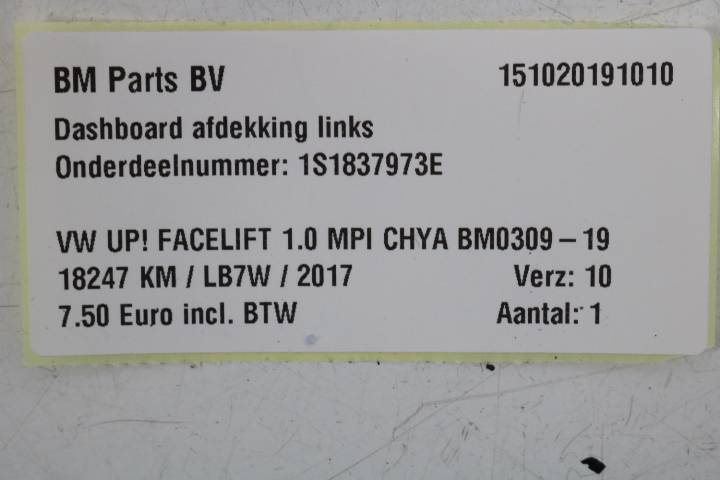 BM Parts BV 151020191010
Dashboard afdekking links
Onderdeelnummer: 1S1837973E
VW UP! FACELIFT 1.0 MPI CHYA BM0309 – 19
18247 KM / LB7W / 2017 Verz: 10
7.50 Euro incl. BTW Aantal: 1